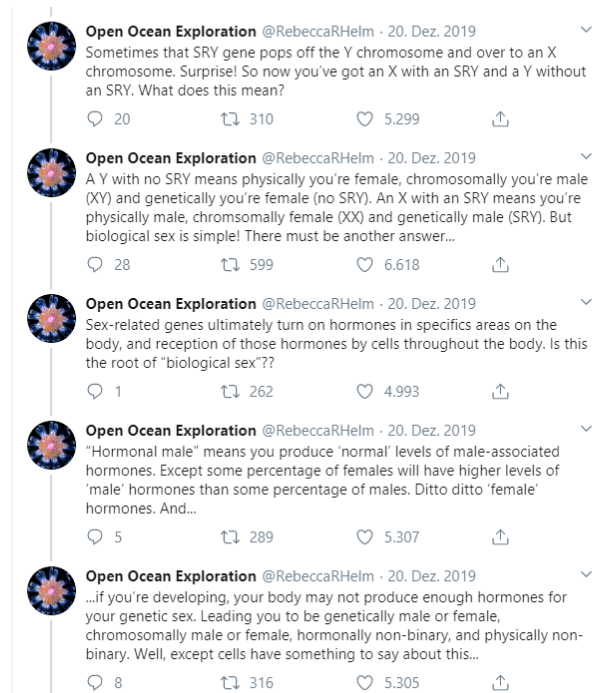 Open Ocean Exploration @RebeccaRHelm · 20. Dez. 2019
Sometimes that SRY gene pops off the Y chromosome and over to an X
chromosome. Surprise! So now you've got an X with an SRY and a Y without
an SRY. What does this mean?
20 310 5.299
Open Ocean Exploration @RebeccaRHelm · 20. Dez. 2019
A Y with no SRY means physically you're female, chromosomally you're male
(XY) and genetically you're female (no SRY). An X with an SRY means you're
physically male, chromsomally female (XX) and genetically male (SRY). But
biological sex is simple! There must be another answer...
28 599 6.618
Open Ocean Exploration @RebeccaRHelm · 20. Dez. 2019
Sex-related genes ultimately turn on hormones in specifics areas on the
body, and reception of those hormones by cells throughout the body. Is this
the root of “biological sex”??
1 262 4.993
Open Ocean Exploration @RebeccaRHelm · 20. Dez. 2019
“Hormonal male” means you produce ‘normal’ levels of male-associated
hormones. Except some percentage of females will have higher levels of
‘male’ hormones than some percentage of males. Ditto ditto ‘female’
hormones. And...
5 289 5.307
Open Ocean Exploration @RebeccaRHelm · 20. Dez. 2019
...if you're developing, your body may not produce enough hormones for
your genetic sex. Leading you to be genetically male or female,
chromosomally male or female, hormonally non-binary, and physically non-
binary. Well, except cells have something to say about this...
8 316 5.305